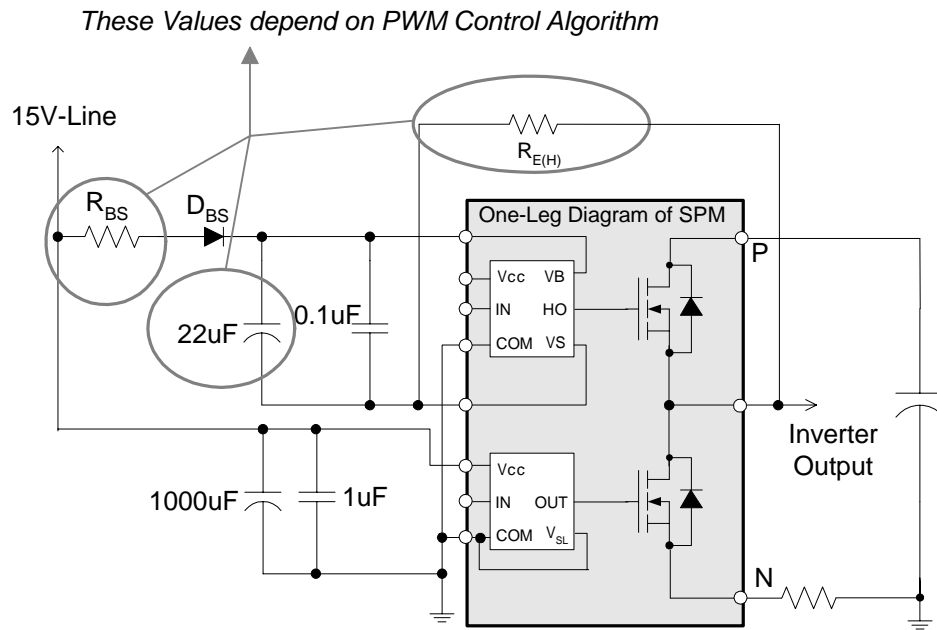 These Values depend on PWM Control Algorithm
15V-Line
R_E(H)
R_BS
D_BS
One-Leg Diagram of SPM
P
Vcc
VB
IN
HO
COM
VS
22uF
0.1uF
Inverter
Output
1000uF
1uF
Vcc
IN
OUT
COM
V_SL
N